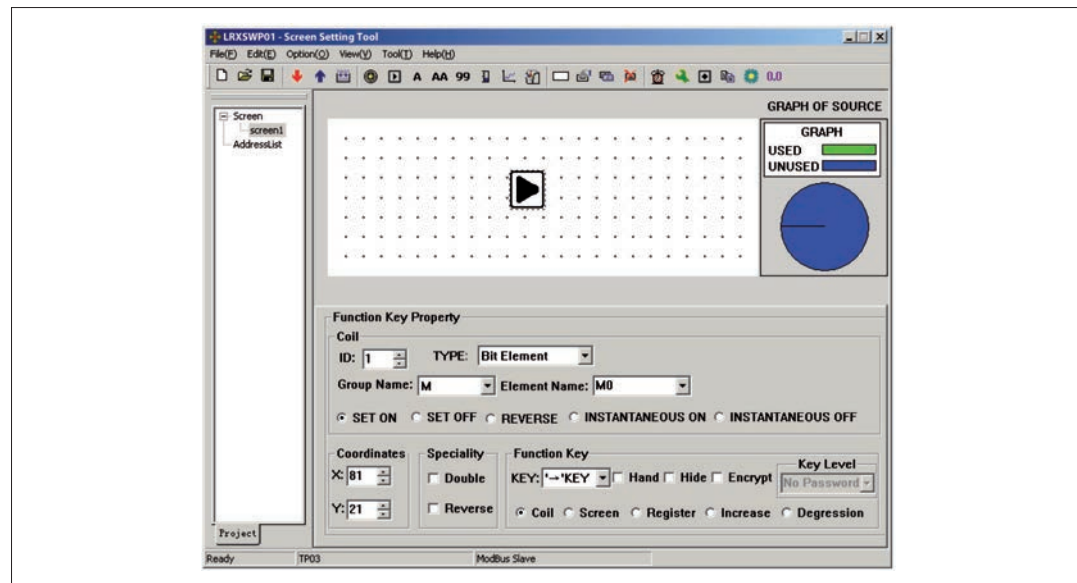 LRXSWP01 - Screen Setting Tool
File(F) Edit(E) Option(O) View(V) Tool(T) Help(H)
A AA 99 0.0
Screen
screen1
AddressList
GRAPH OF SOURCE
GRAPH
USED
UNUSED
Function Key Property
Coil
ID: 1 TYPE: Bit Element
Group Name: M Element Name: M0
SET ON SET OFF REVERSE INSTANTANEOUS ON INSTANTANEOUS OFF
Coordinates
X: 81
Y: 21
Speciality
Double
Reverse
Function Key
KEY: '→'KEY Hand Hide Encrypt
Key Level
No Password
Coil Screen Register Increase Degression
Project
Ready TP03 ModBus Slave